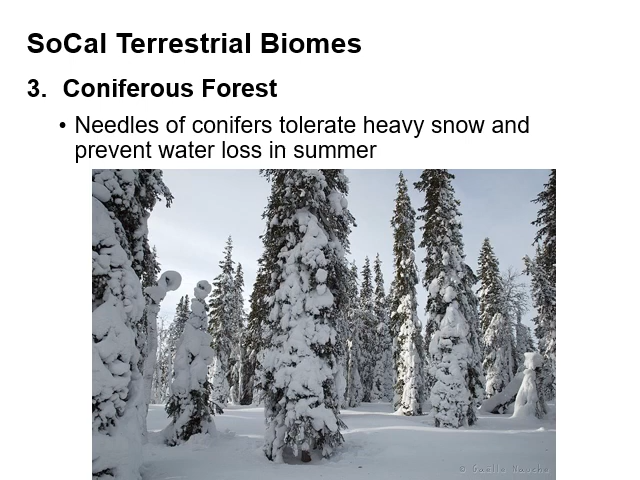 SoCal Terrestrial Biomes
3. Coniferous Forest
• Needles of conifers tolerate heavy snow and
prevent water loss in summer